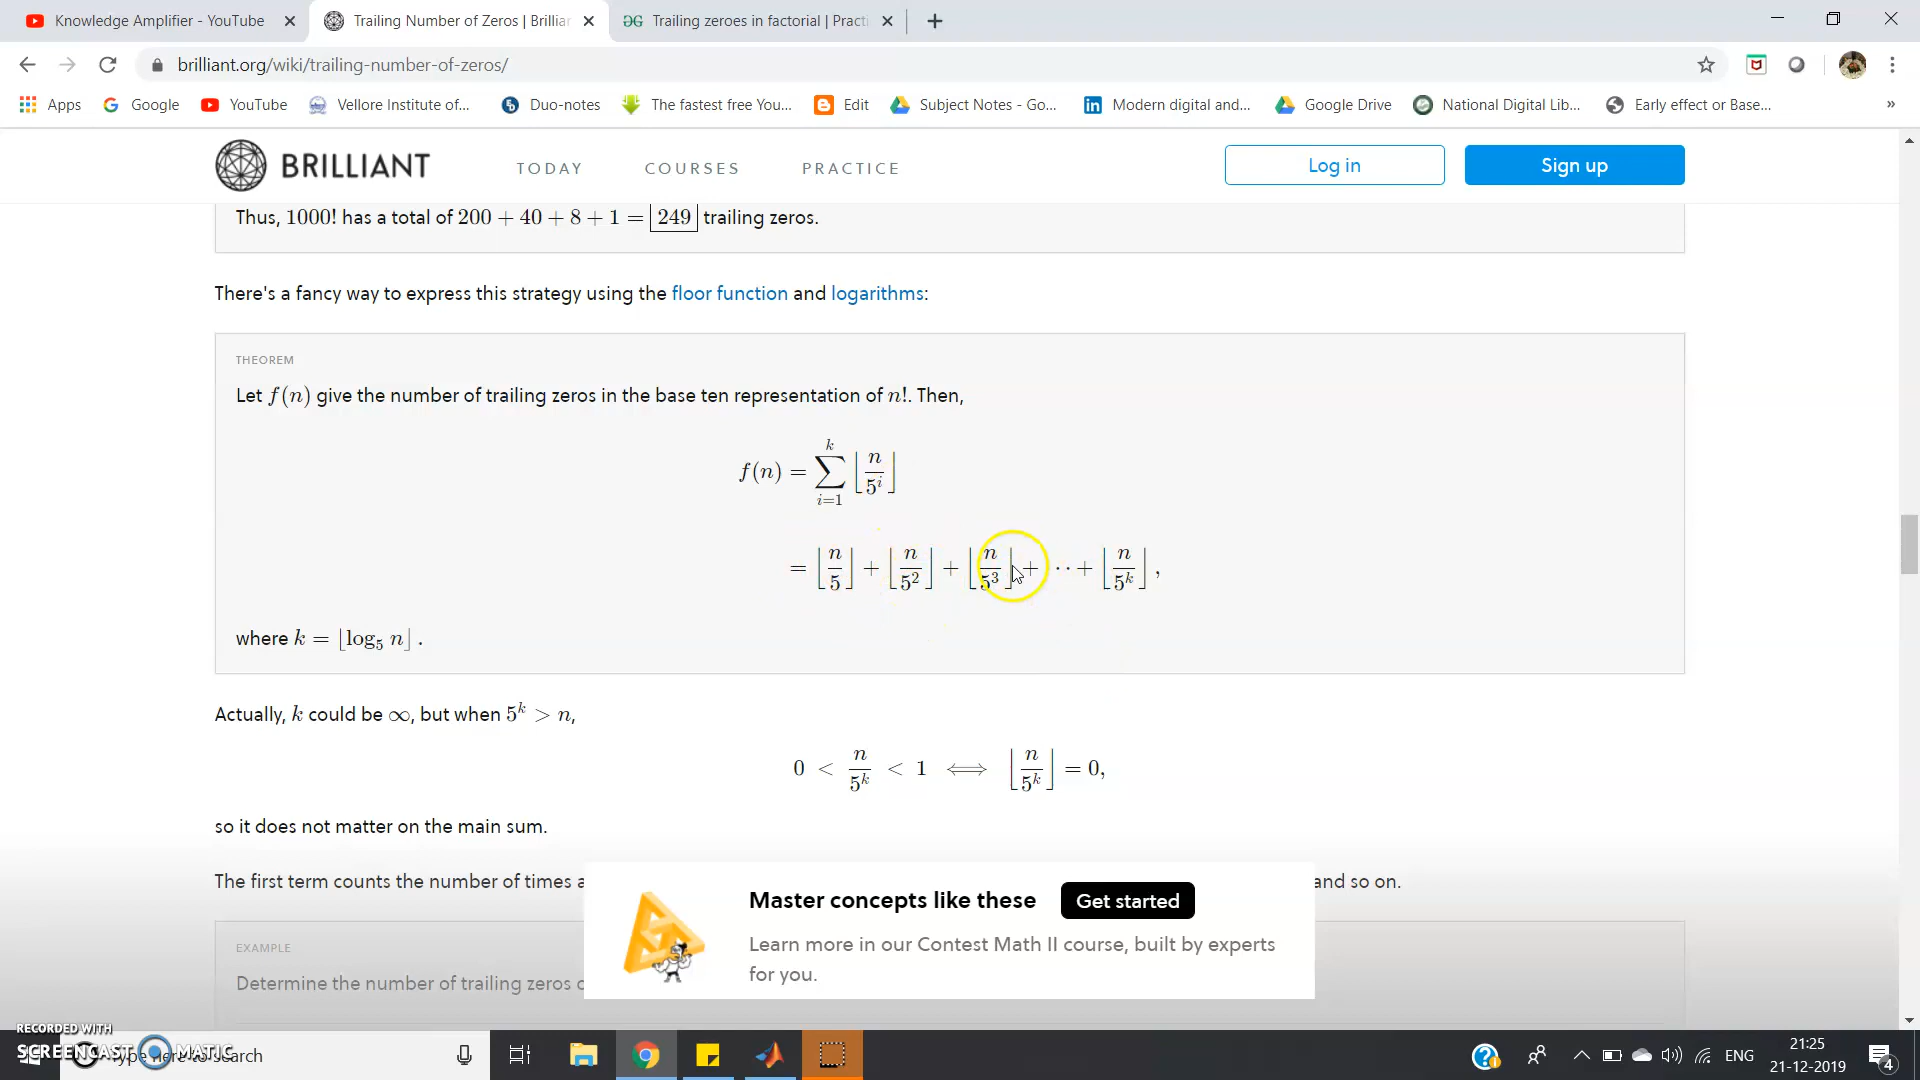 Knowledge Amplifier - YouTube
Trailing Number of Zeros | Brillian
Trailing zeroes in factorial | Practi
brilliant.org/wiki/trailing-number-of-zeros/
Apps Google YouTube Vellore Institute of... Duo-notes The fastest free You... Edit Subject Notes - Go... Modern digital and... Google Drive National Digital Lib... Early effect or Base... »
BRILLIANT TODAY COURSES PRACTICE Log in Sign up
Thus, 1000! has a total of 200 + 40 + 8 + 1 = 249 trailing zeros.
There's a fancy way to express this strategy using the floor function and logarithms:
THEOREM
Let f(n) give the number of trailing zeros in the base ten representation of n!. Then,
f(n) = ∑_{i=1}^{k} ⌊n/5^i⌋
= ⌊n/5⌋ + ⌊n/5²⌋ + ⌊n/5³⌋ + ·· + ⌊n/5^k⌋ ,
where k = ⌊log₅ n⌋ .
Actually, k could be ∞, but when 5^k > n,
0 < n/5^k < 1 ⟺ ⌊n/5^k⌋ = 0,
so it does not matter on the main sum.
The first term counts the number of times a
and so on.
Master concepts like these Get started
Learn more in our Contest Math II course, built by experts
for you.
EXAMPLE
Determine the number of trailing zeros o
RECORDED WITH
SCREENCAST MATIC
here to search
ENG
21:25
21-12-2019
4